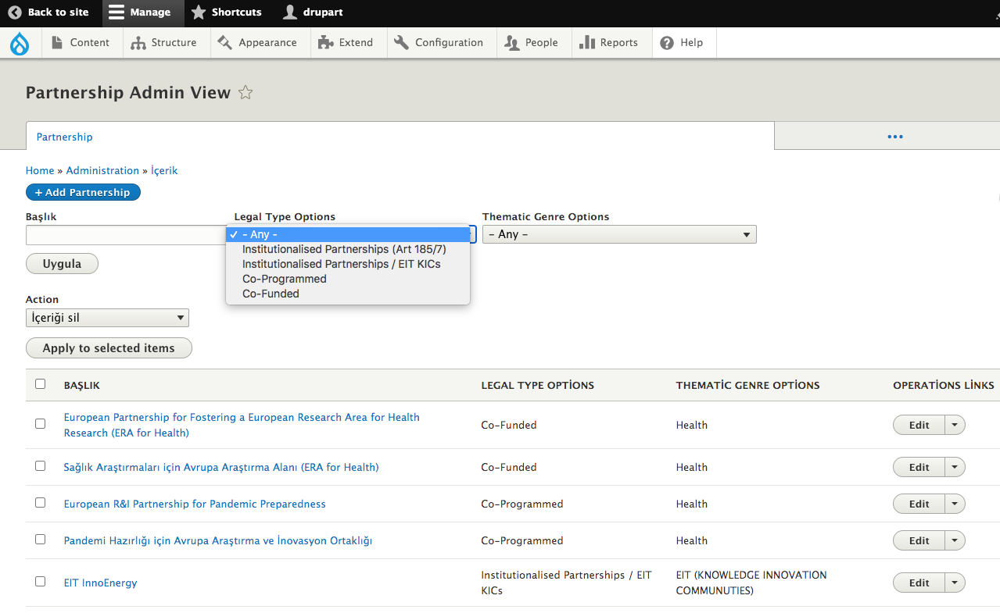 Back to site Manage Shortcuts drupart
Content Structure Appearance Extend Configuration People Reports Help
Partnership Admin View
Partnership
Home » Administration » İçerik
+ Add Partnership
Başlık Legal Type Options Thematic Genre Options
- Any - - Any -
Institutionalised Partnerships (Art 185/7)
Institutionalised Partnerships / EIT KICs
Co-Programmed
Co-Funded
Uygula
Action
İçeriği sil
Apply to selected items
BAŞLIK LEGAL TYPE OPTİONS THEMATİC GENRE OPTİONS OPERATİONS LİNKS
European Partnership for Fostering a European Research Area for Health
Research (ERA for Health) Co-Funded Health Edit
Sağlık Araştırmaları için Avrupa Araştırma Alanı (ERA for Health) Co-Funded Health Edit
European R&I Partnership for Pandemic Preparedness Co-Programmed Health Edit
Pandemi Hazırlığı için Avrupa Araştırma ve İnovasyon Ortaklığı Co-Programmed Health Edit
EIT InnoEnergy Institutionalised Partnerships / EIT EIT (KNOWLEDGE INNOVATION Edit
KICs COMMUNUTIES)